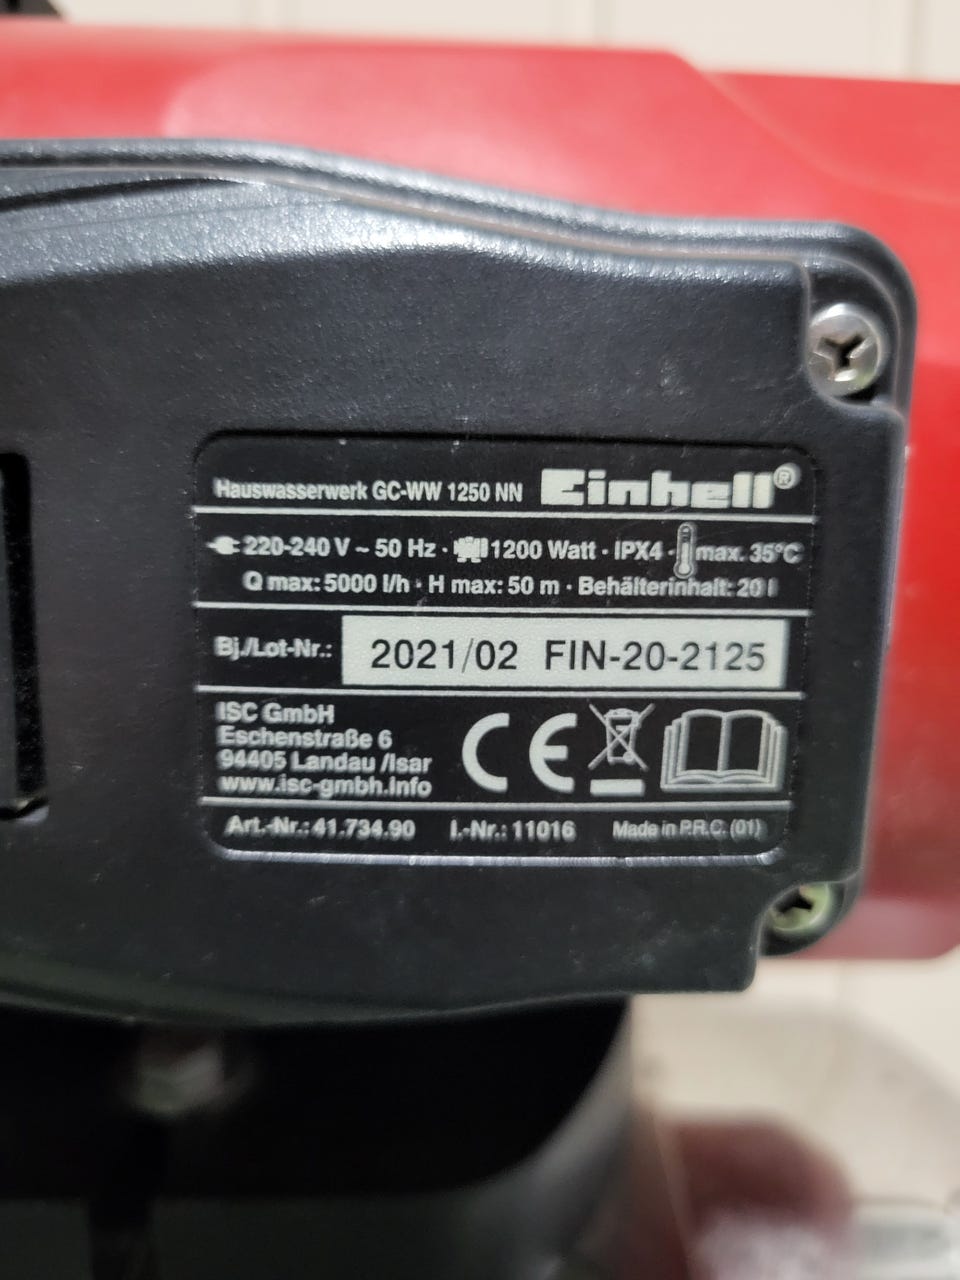 Hauswasserwerk GC-WW 1250 NN Einhell®
220-240 V ~ 50 Hz · 1200 Watt · IPX4 · max. 35°C
Q max: 5000 l/h · H max: 50 m · Behälterinhalt: 20 l
Bj./Lot-Nr.: 2021/02 FIN-20-2125
ISC GmbH
Eschenstraße 6
94405 Landau /Isar
www.isc-gmbh.info
CE
Art.-Nr.: 41.734.90 I.-Nr.: 11016 Made in P.R.C. (01)